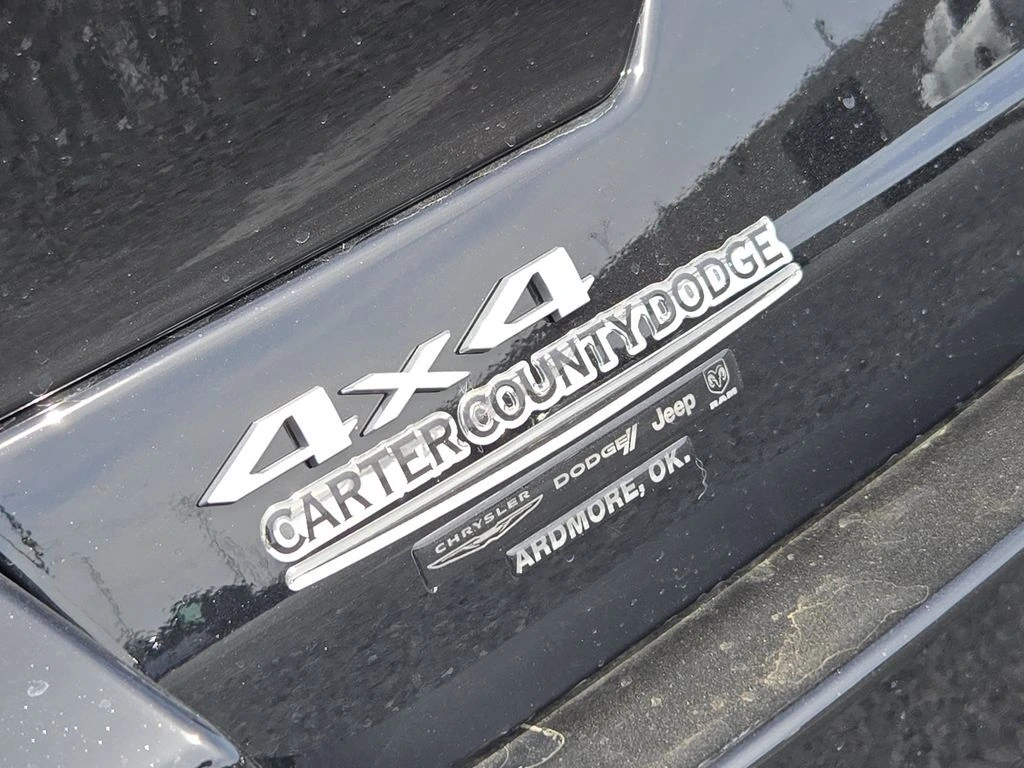 4x4
CARTER COUNTY DODGE
CHRYSLER DODGE Jeep RAM
ARDMORE, OK.